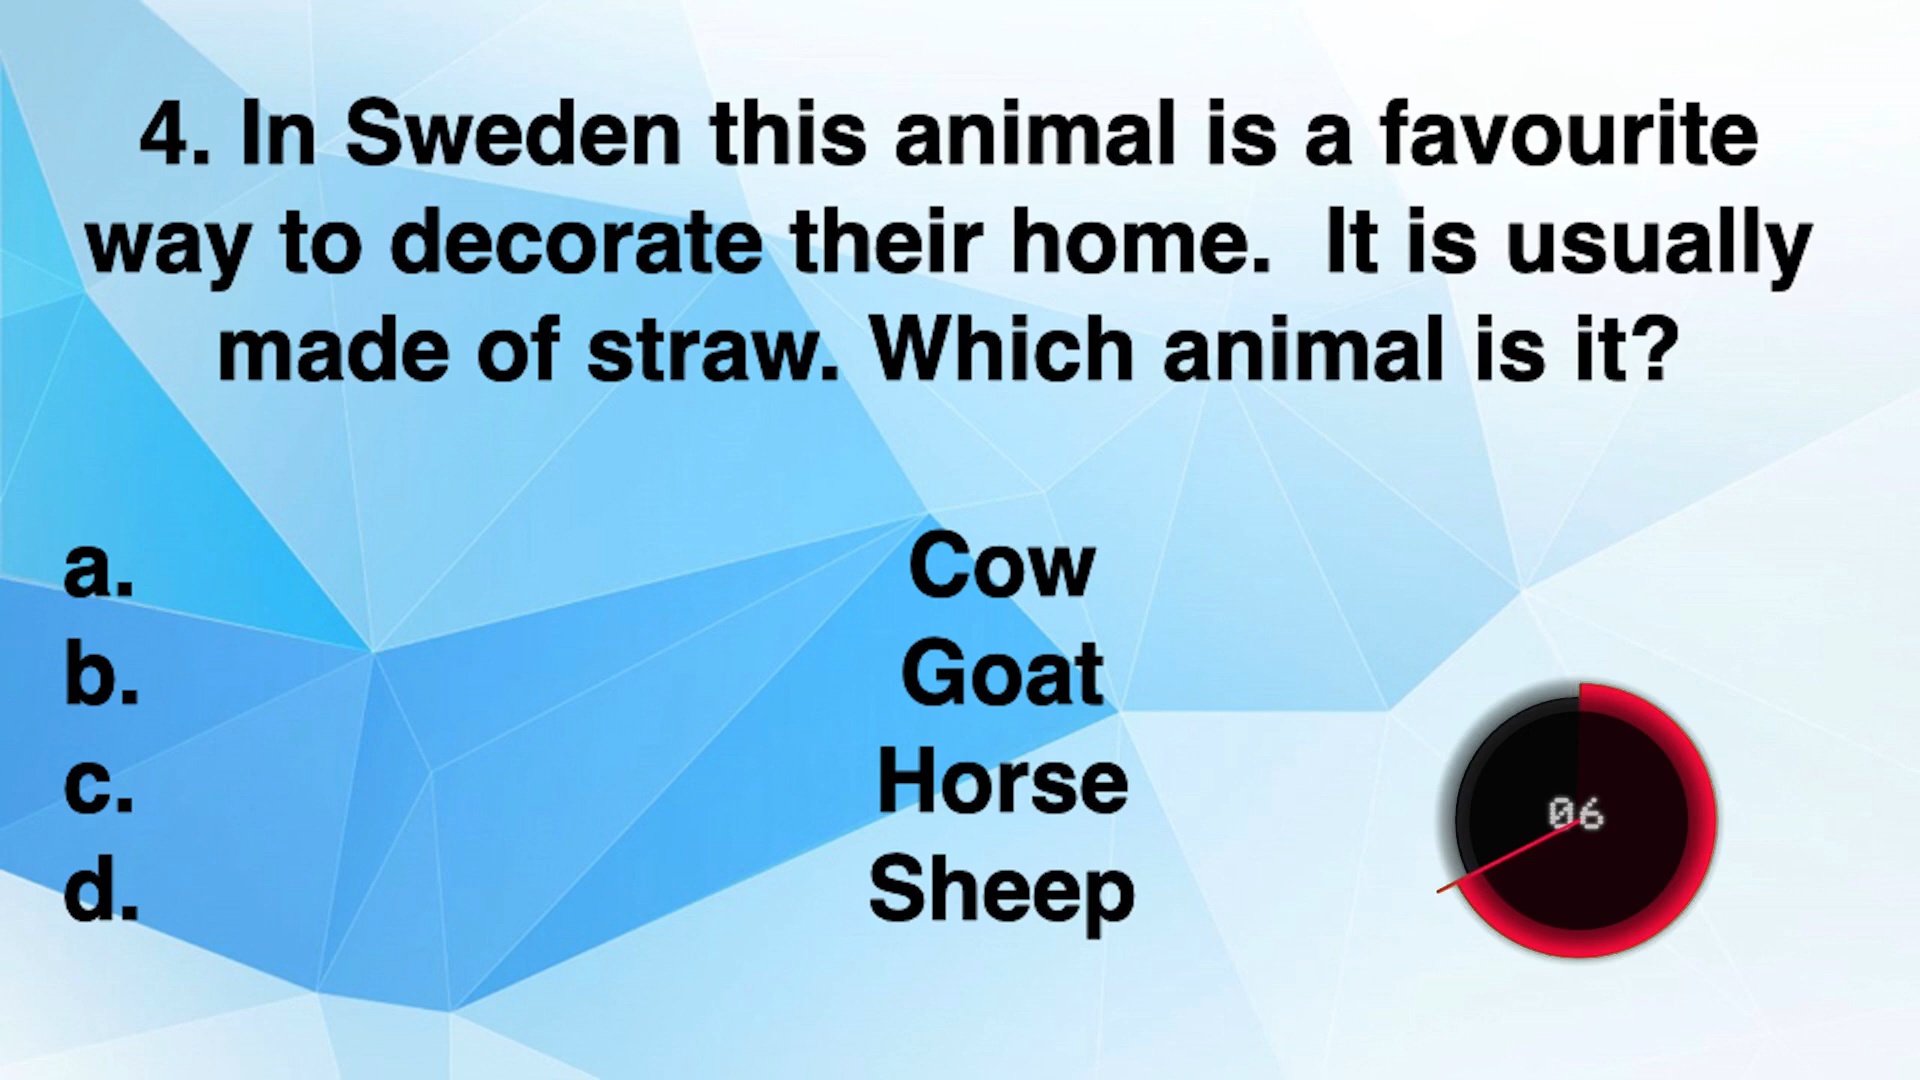 4. In Sweden this animal is a favourite
way to decorate their home.  It is usually
made of straw. Which animal is it?
a. Cow
b. Goat
c. Horse
d. Sheep
06